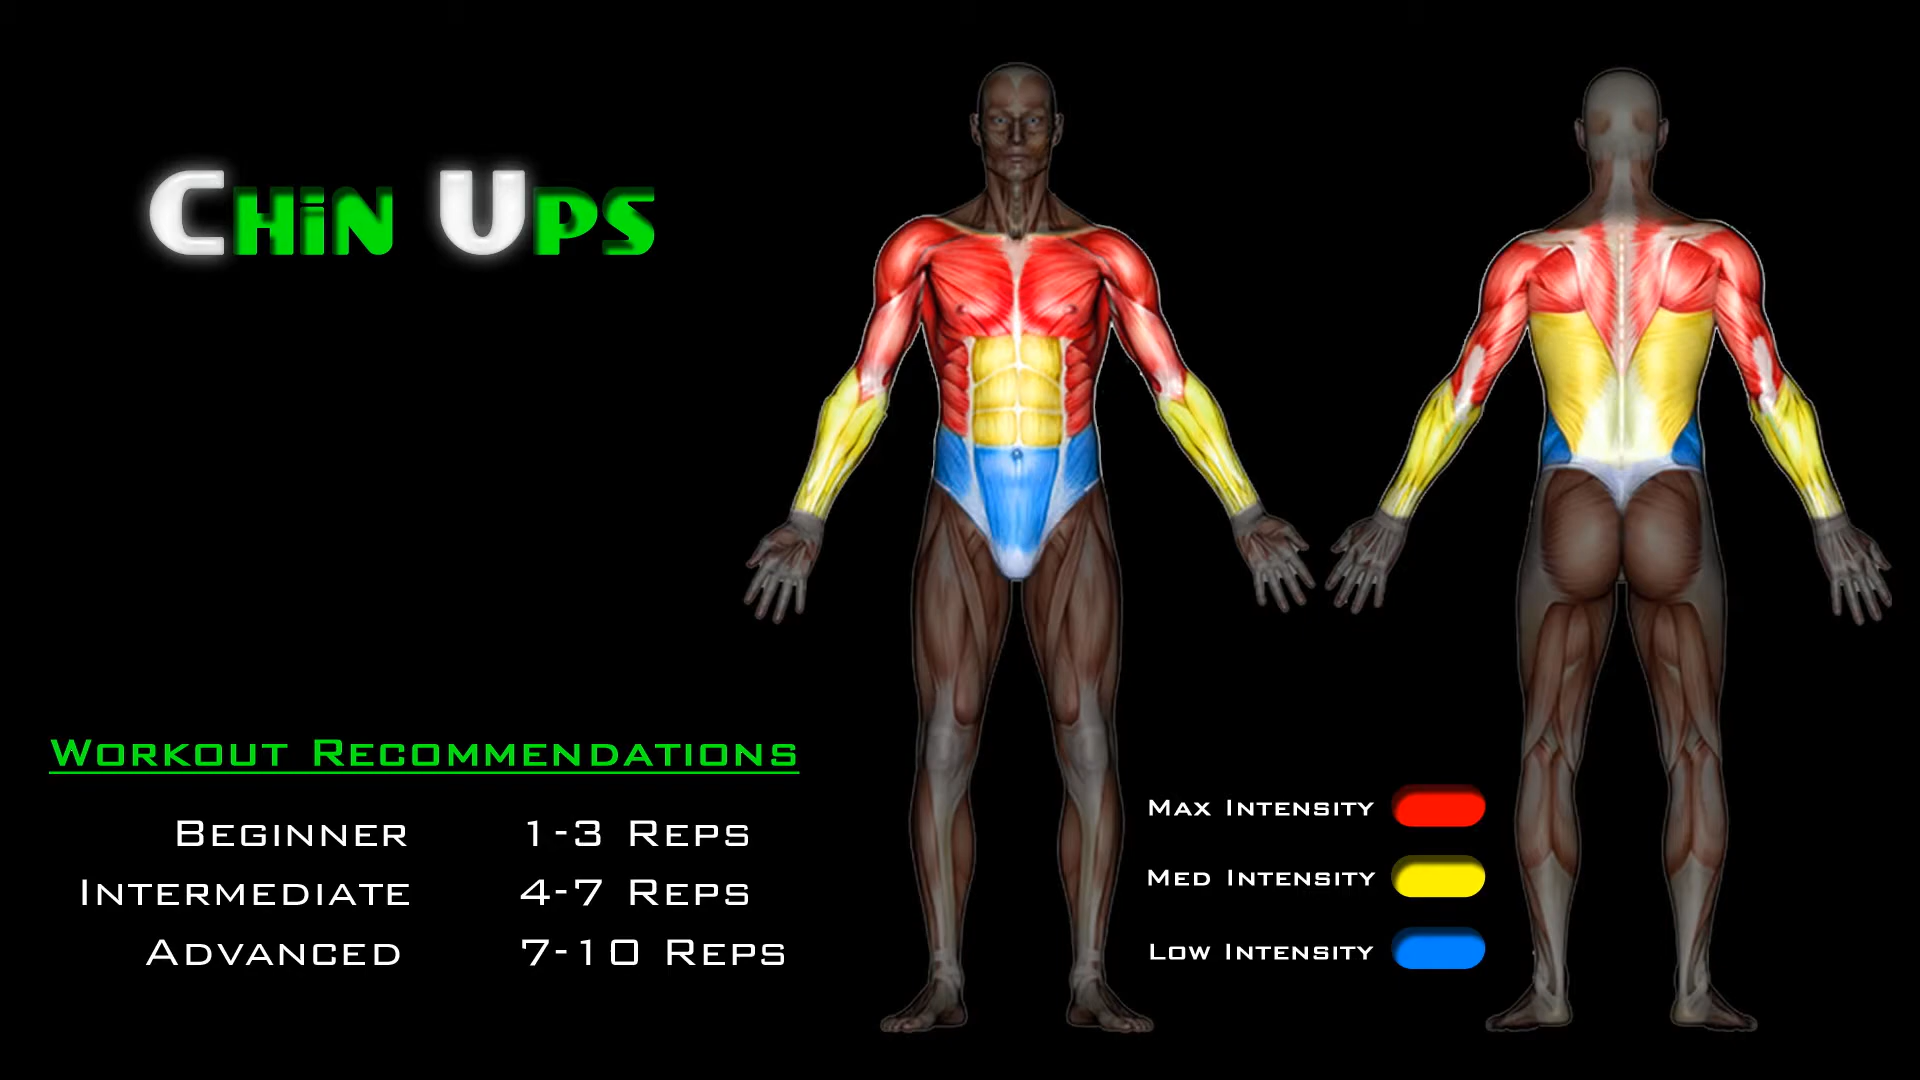 Chin Ups
Workout Recommendations
Beginner 1-3 Reps
Intermediate 4-7 Reps
Advanced 7-10 Reps
Max Intensity
Med Intensity
Low Intensity